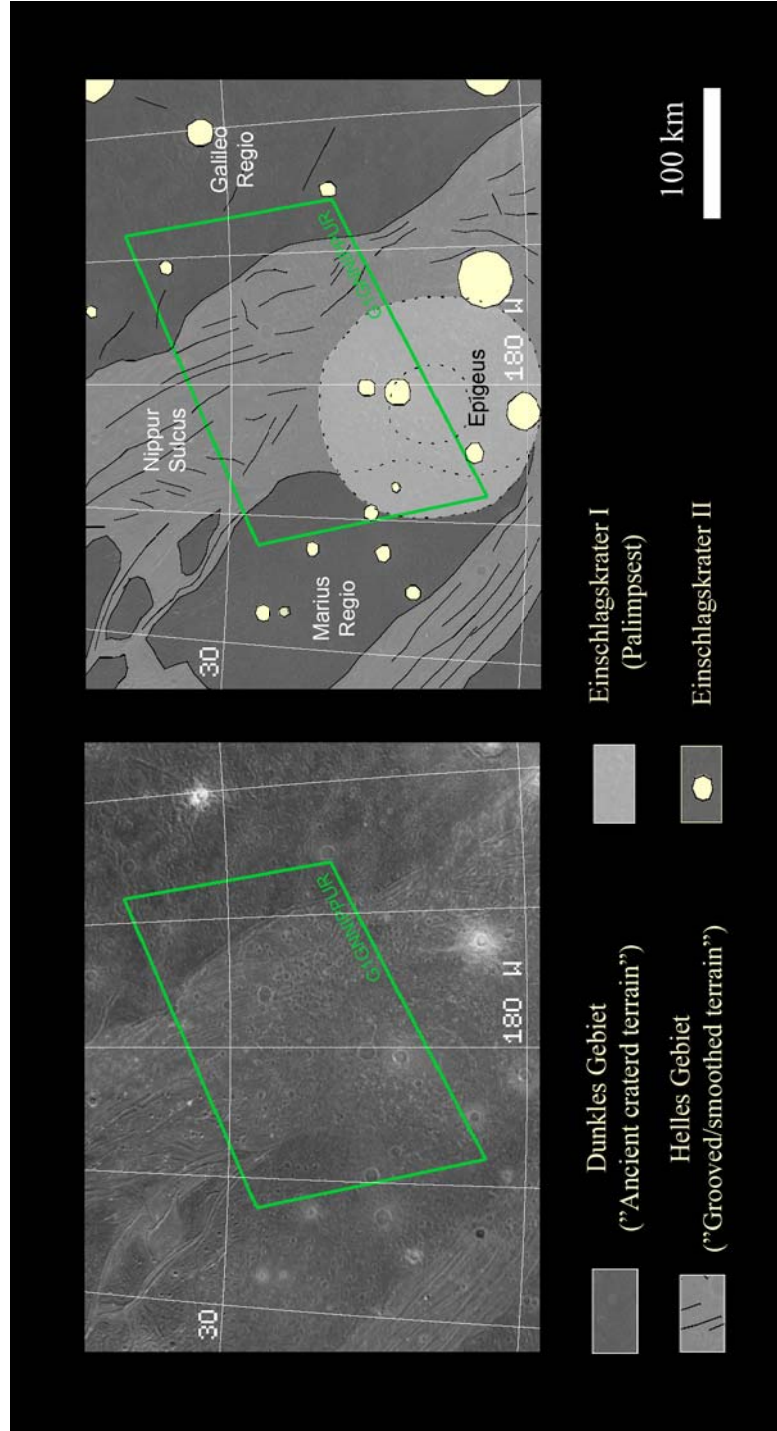 30
180 W
G1GNNIPPUR
30
180 W
G1GNNIPPUR
Nippur
Sulcus
Galileo
Regio
Marius
Regio
Epigeus
Dunkles Gebiet
("Ancient craterd terrain")
Helles Gebiet
("Grooved/smoothed terrain")
Einschlagskrater I
(Palimpsest)
Einschlagskrater II
100 km